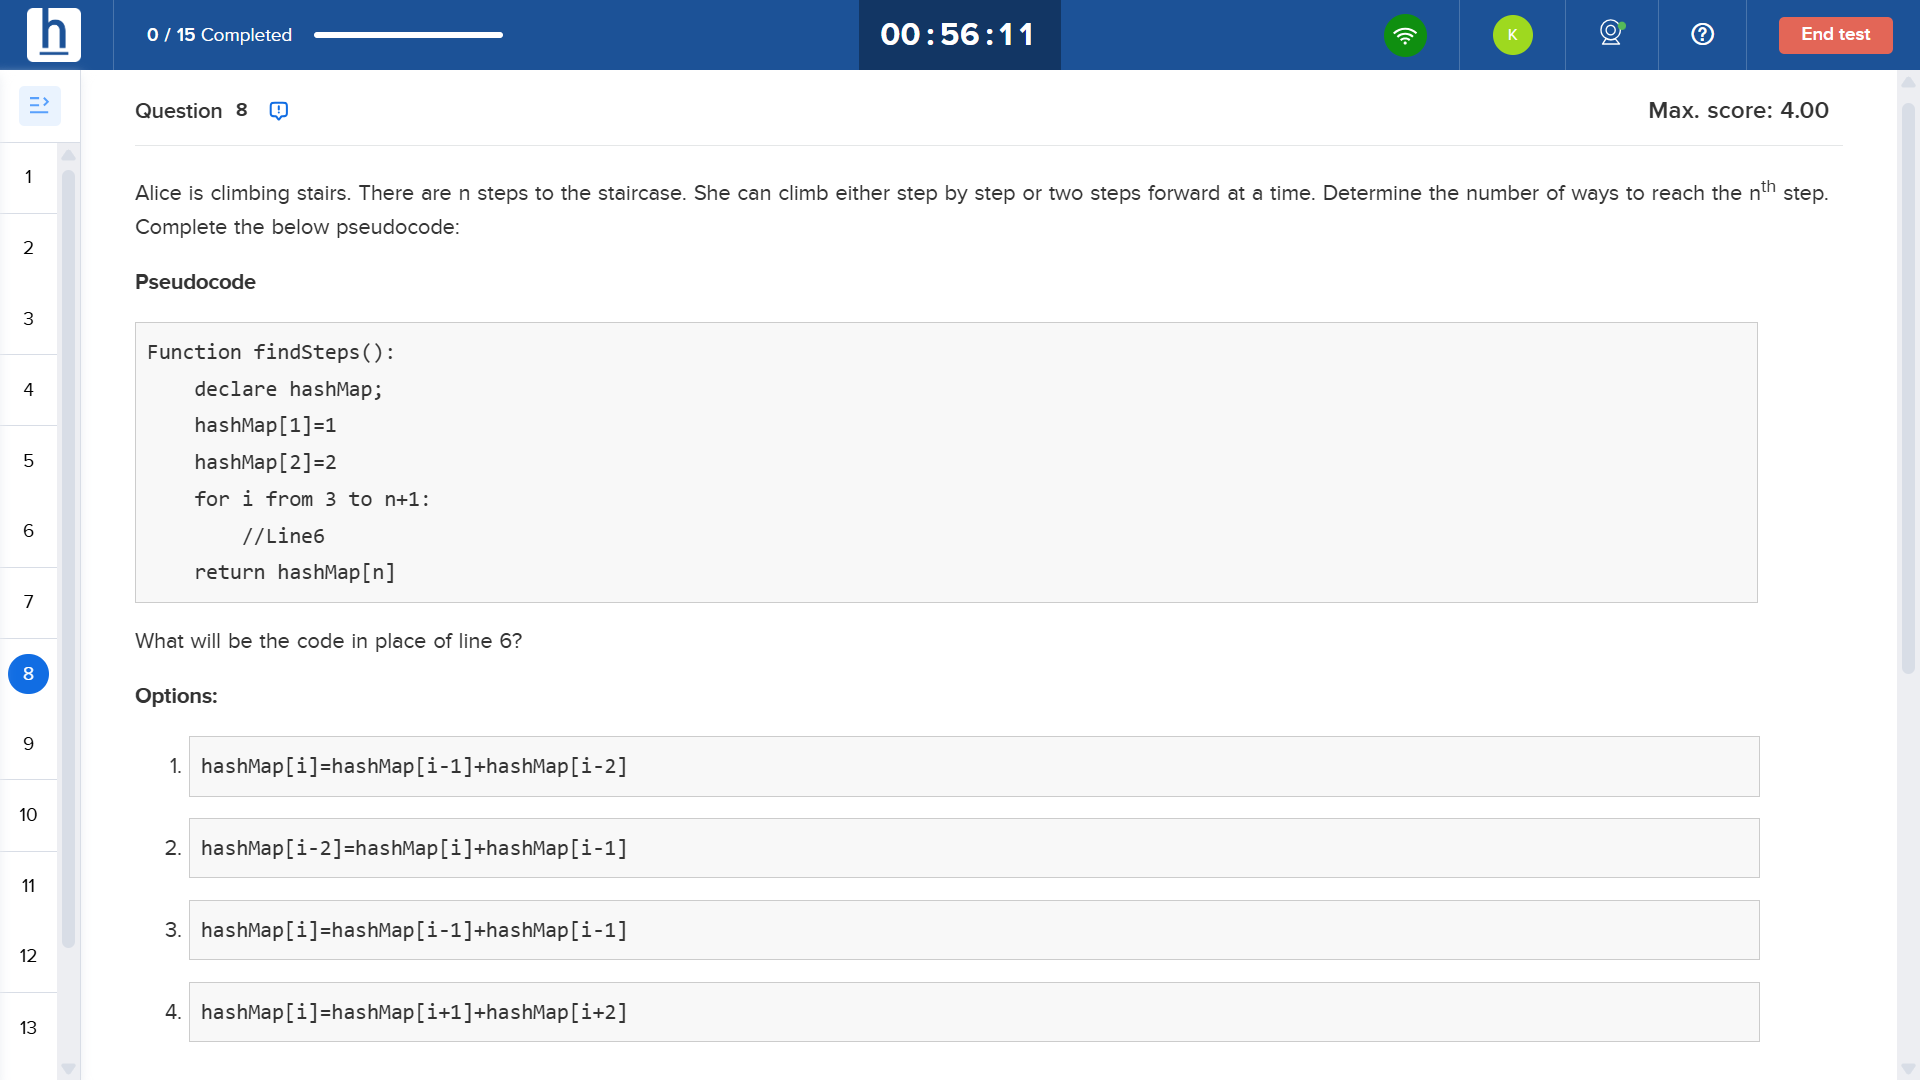 h
0 / 15 Completed
00:56:11
K
End test
Question 8
Max. score: 4.00
1
2
3
4
5
6
7
8
9
10
11
12
13
Alice is climbing stairs. There are n steps to the staircase. She can climb either step by step or two steps forward at a time. Determine the number of ways to reach the nth step.
Complete the below pseudocode:
Pseudocode
Function findSteps():
    declare hashMap;
    hashMap[1]=1
    hashMap[2]=2
    for i from 3 to n+1:
        //Line6
    return hashMap[n]
What will be the code in place of line 6?
Options:
1. hashMap[i]=hashMap[i-1]+hashMap[i-2]
2. hashMap[i-2]=hashMap[i]+hashMap[i-1]
3. hashMap[i]=hashMap[i-1]+hashMap[i-1]
4. hashMap[i]=hashMap[i+1]+hashMap[i+2]